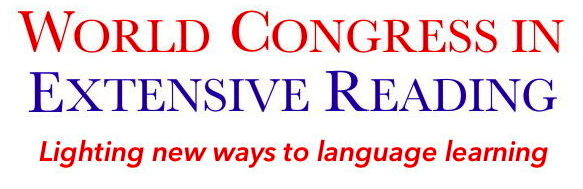 World Congress in
Extensive Reading
Lighting new ways to language learning